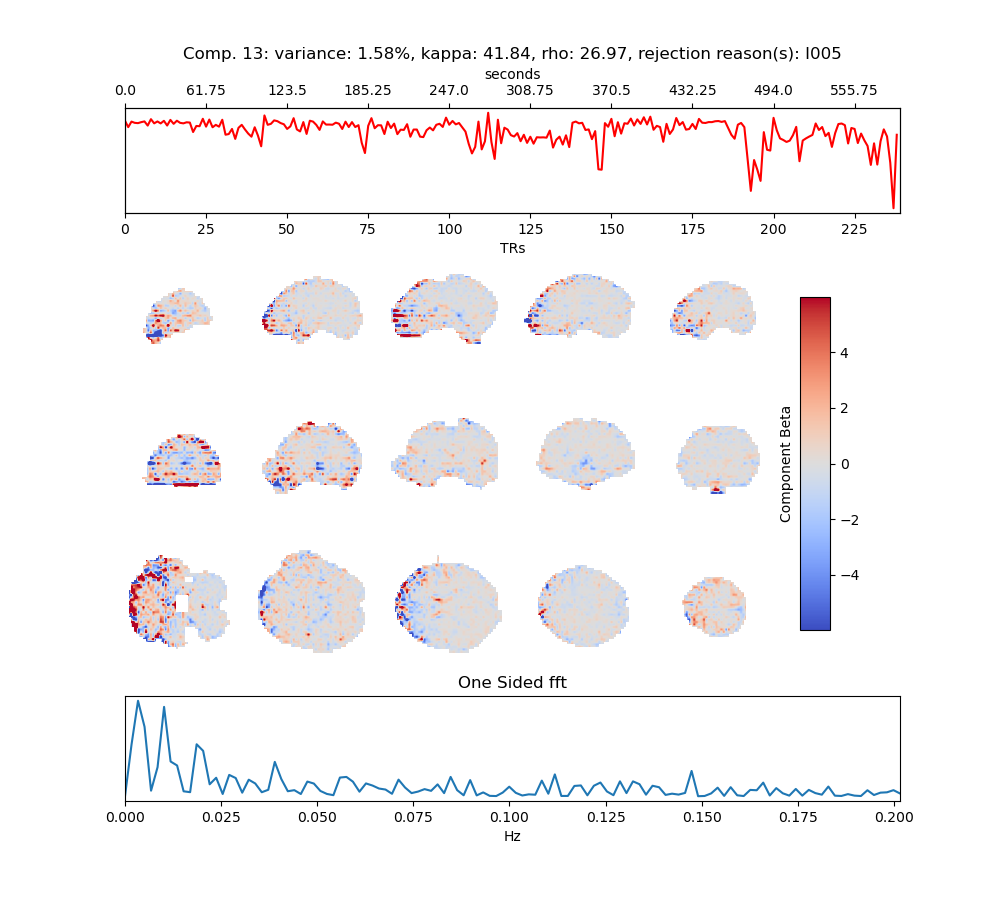 Comp. 13: variance: 1.58%, kappa: 41.84, rho: 26.97, rejection reason(s): I005
seconds
0.0 61.75 123.5 185.25 247.0 308.75 370.5 432.25 494.0 555.75
0 25 50 75 100 125 150 175 200 225
TRs
4
2
0
−2
−4
Component Beta
One Sided fft
0.000 0.025 0.050 0.075 0.100 0.125 0.150 0.175 0.200
Hz